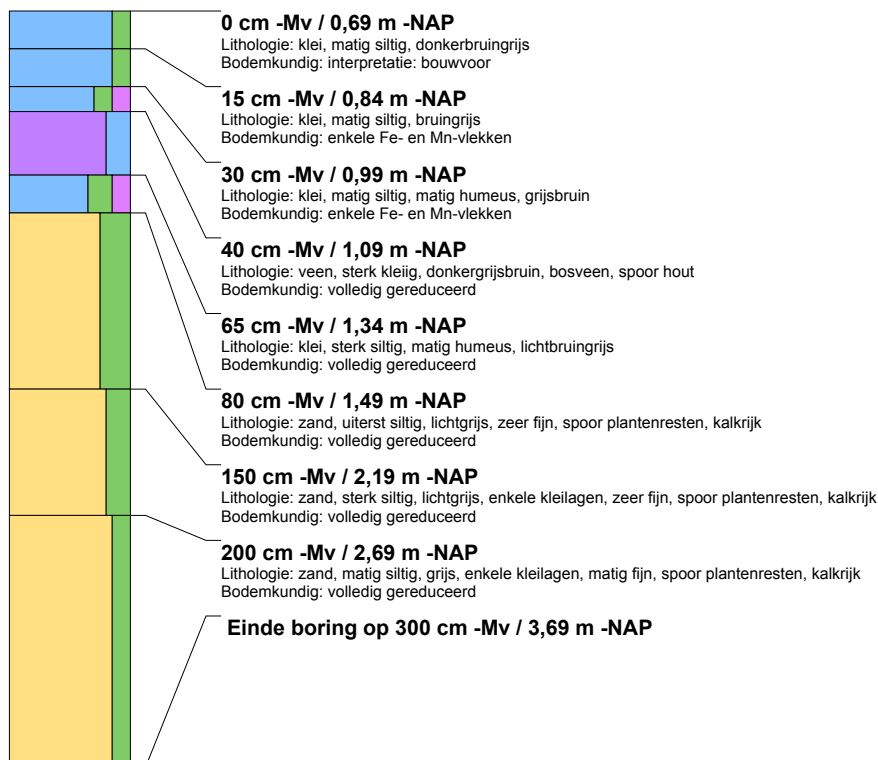 0 cm -Mv / 0,69 m -NAP
Lithologie: klei, matig siltig, donkerbruingrijs
Bodemkundig: interpretatie: bouwvoor
15 cm -Mv / 0,84 m -NAP
Lithologie: klei, matig siltig, bruingrijs
Bodemkundig: enkele Fe- en Mn-vlekken
30 cm -Mv / 0,99 m -NAP
Lithologie: klei, matig siltig, matig humeus, grijsbruin
Bodemkundig: enkele Fe- en Mn-vlekken
40 cm -Mv / 1,09 m -NAP
Lithologie: veen, sterk kleiig, donkergrijsbruin, bosveen, spoor hout
Bodemkundig: volledig gereduceerd
65 cm -Mv / 1,34 m -NAP
Lithologie: klei, sterk siltig, matig humeus, lichtbruingrijs
Bodemkundig: volledig gereduceerd
80 cm -Mv / 1,49 m -NAP
Lithologie: zand, uiterst siltig, lichtgrijs, zeer fijn, spoor plantenresten, kalkrijk
Bodemkundig: volledig gereduceerd
150 cm -Mv / 2,19 m -NAP
Lithologie: zand, sterk siltig, lichtgrijs, enkele kleilagen, zeer fijn, spoor plantenresten, kalkrijk
Bodemkundig: volledig gereduceerd
200 cm -Mv / 2,69 m -NAP
Lithologie: zand, matig siltig, grijs, enkele kleilagen, matig fijn, spoor plantenresten, kalkrijk
Bodemkundig: volledig gereduceerd
Einde boring op 300 cm -Mv / 3,69 m -NAP